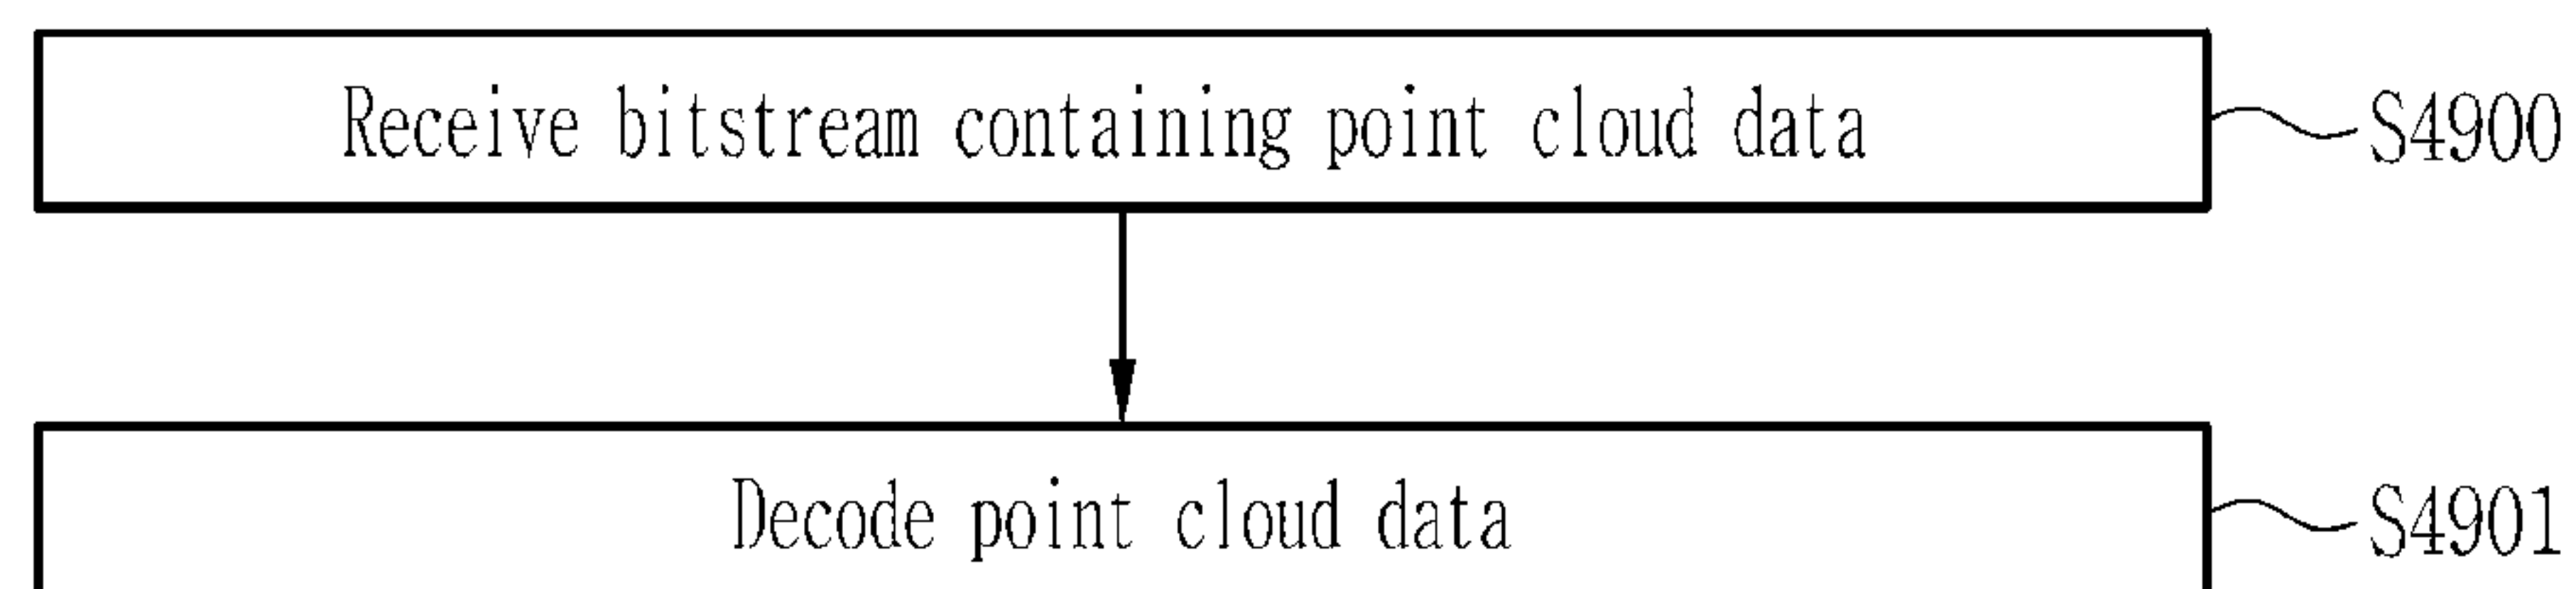 Receive bitstream containing point cloud data
S4900
Decode point cloud data
S4901